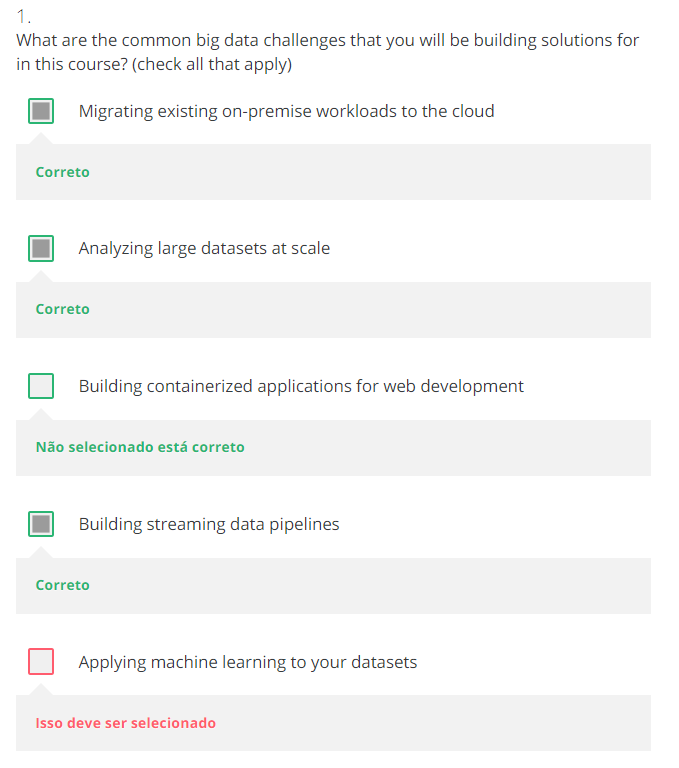 1.
What are the common big data challenges that you will be building solutions for
in this course? (check all that apply)
Migrating existing on-premise workloads to the cloud
Correto
Analyzing large datasets at scale
Correto
Building containerized applications for web development
Não selecionado está correto
Building streaming data pipelines
Correto
Applying machine learning to your datasets
Isso deve ser selecionado